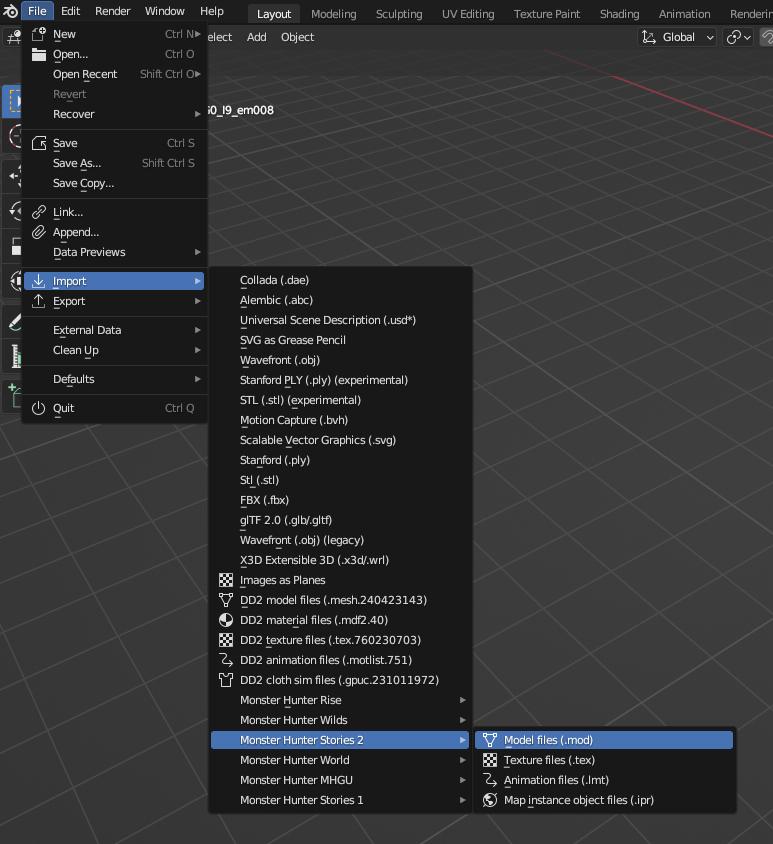 File Edit Render Window Help Layout Modeling Sculpting UV Editing Texture Paint Shading Animation
elect Add Object Global
New Ctrl N
Open... Ctrl O
Open Recent Shift Ctrl O
Revert
Recover
Save Ctrl S
Save As... Shift Ctrl S
Save Copy...
Link...
Append...
Data Previews
Import
Export
External Data
Clean Up
Defaults
Quit Ctrl Q
0_l9_em008
Collada (.dae)
Alembic (.abc)
Universal Scene Description (.usd*)
SVG as Grease Pencil
Wavefront (.obj)
Stanford PLY (.ply) (experimental)
STL (.stl) (experimental)
Motion Capture (.bvh)
Scalable Vector Graphics (.svg)
Stanford (.ply)
Stl (.stl)
FBX (.fbx)
glTF 2.0 (.glb/.gltf)
Wavefront (.obj) (legacy)
X3D Extensible 3D (.x3d/.wrl)
Images as Planes
DD2 model files (.mesh.240423143)
DD2 material files (.mdf2.40)
DD2 texture files (.tex.760230703)
DD2 animation files (.motlist.751)
DD2 cloth sim files (.gpuc.231011972)
Monster Hunter Rise
Monster Hunter Wilds
Monster Hunter Stories 2
Monster Hunter World
Monster Hunter MHGU
Monster Hunter Stories 1
Model files (.mod)
Texture files (.tex)
Animation files (.lmt)
Map instance object files (.ipr)